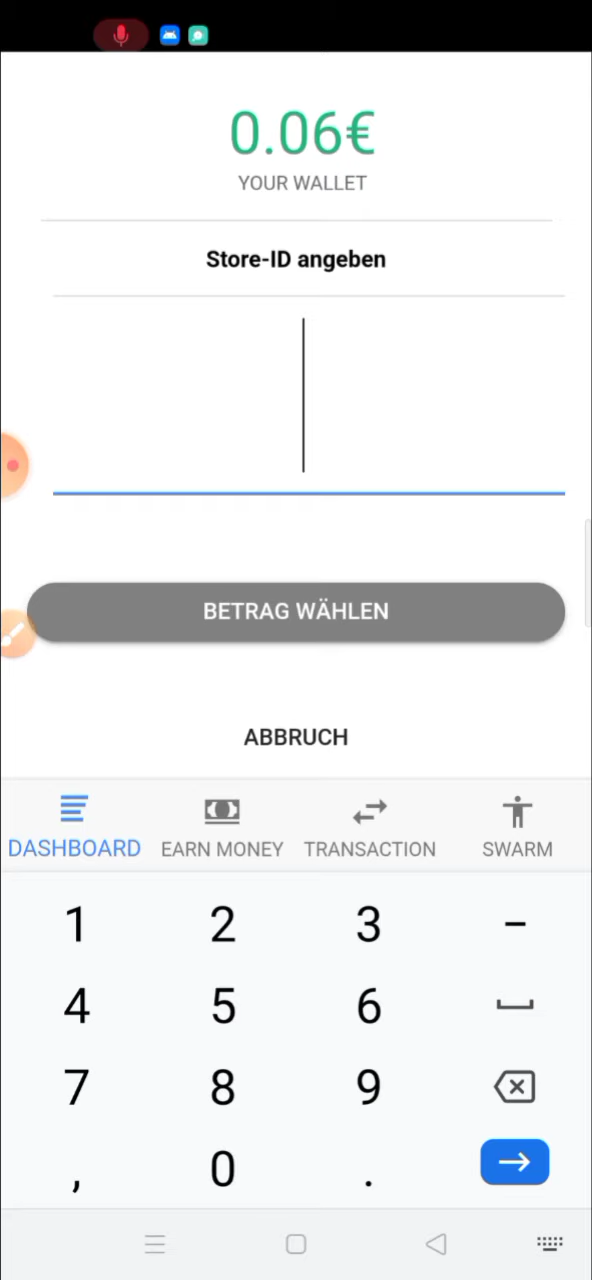 0.06€
YOUR WALLET
Store-ID angeben
BETRAG WÄHLEN
ABBRUCH
DASHBOARD EARN MONEY TRANSACTION SWARM
1 2 3 –
4 5 6
7 8 9
, 0 .